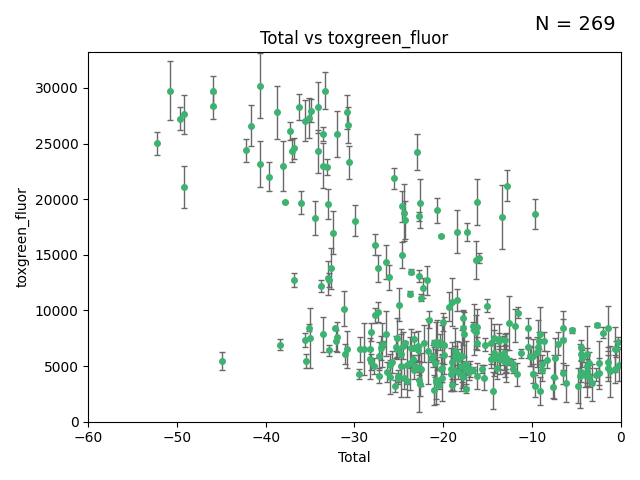 N = 269
Total vs toxgreen_fluor
30000
25000
20000
15000
10000
5000
0
toxgreen_fluor
−60 −50 −40 −30 −20 −10 0
Total